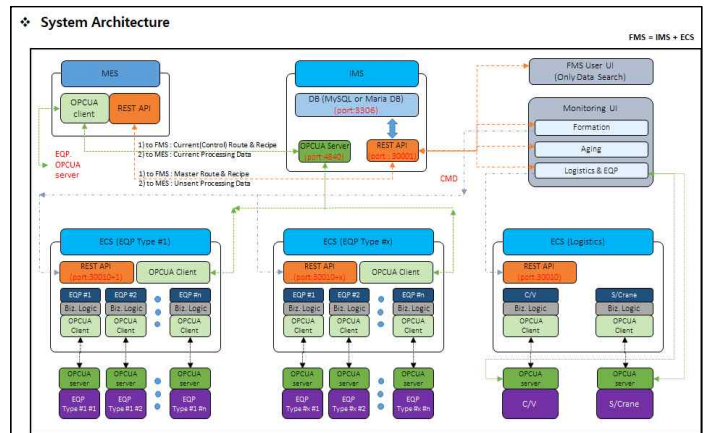 ❖ System Architecture
FMS = IMS + ECS
MES
OPCUA
client
REST API
EQP.
OPCUA
server
IMS
DB (MySQL or Maria DB)
(port:3306)
OPCUA Server
(port:4840)
REST API
(port : 30001)
1) to FMS : Current(Control) Route & Recipe
2) to MES : Current Processing Data
1) to FMS : Master Route & Recipe
2) to MES : Unsent Processing Data
CMD
FMS User UI
(Only Data Search)
Monitoring UI
Formation
Aging
Logistics & EQP
ECS (EQP Type #1)
REST API
(port:30010+1)
OPCUA Client
EQP #1
EQP #2
EQP #n
Biz. Logic
Biz. Logic
Biz. Logic
OPCUA
Client
OPCUA
Client
OPCUA
Client
OPCUA
server
OPCUA
server
OPCUA
server
EQP
Type #1 #1
EQP
Type #1 #2
EQP
Type #1 #n
ECS (EQP Type #x)
REST API
(port:30010+x)
OPCUA Client
EQP #1
EQP #2
EQP #n
Biz. Logic
Biz. Logic
Biz. Logic
OPCUA
Client
OPCUA
Client
OPCUA
Client
OPCUA
server
OPCUA
server
OPCUA
server
EQP
Type #x #1
EQP
Type #x #2
EQP
Type #x #n
ECS (Logistics)
REST API
(port:30010)
C/V
S/Crane
Biz. Logic
Biz. Logic
OPCUA
Client
OPCUA
Client
OPCUA
server
OPCUA
server
C/V
S/Crane